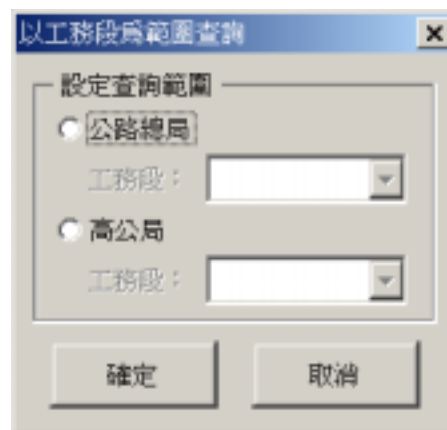 以工務段為範圍查詢
設定查詢範圍
公路總局
工務段：
高公局
工務段：
確定
取消